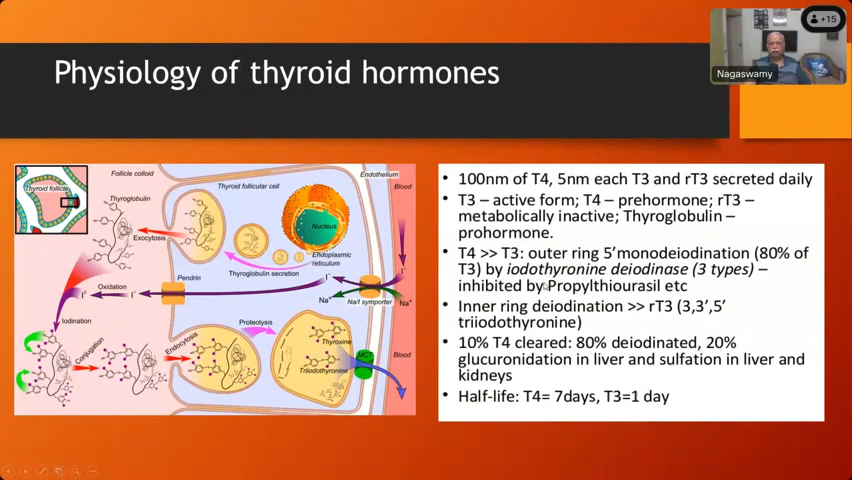 +15
Nagaswamy
Physiology of thyroid hormones
Thyroid follicle
Follicle colloid
Thyroglobulin
Thyroid follicular cell
Endothelium
Blood
Nucleus
Exocytosis
Endoplasmic
reticulum
Thyroglobulin secretion
Pendrin
I-
I-
Oxidation
I-
I0
Na+
Na/I symporter
Na+
Iodination
Proteolysis
Thyroxine
Conjugation
Endocytosis
MCT
Blood
Triiodothyronine
• 100nm of T4, 5nm each T3 and rT3 secreted daily
• T3 – active form; T4 – prehormone; rT3 –
metabolically inactive; Thyroglobulin –
prohormone.
• T4 >> T3: outer ring 5’monodeiodination (80% of
T3) by iodothyronine deiodinase (3 types) –
inhibited by Propylthiourasil etc
• Inner ring deiodination >> rT3 (3,3’,5’
triiodothyronine)
• 10% T4 cleared: 80% deiodinated, 20%
glucuronidation in liver and sulfation in liver and
kidneys
• Half-life: T4= 7days, T3=1 day